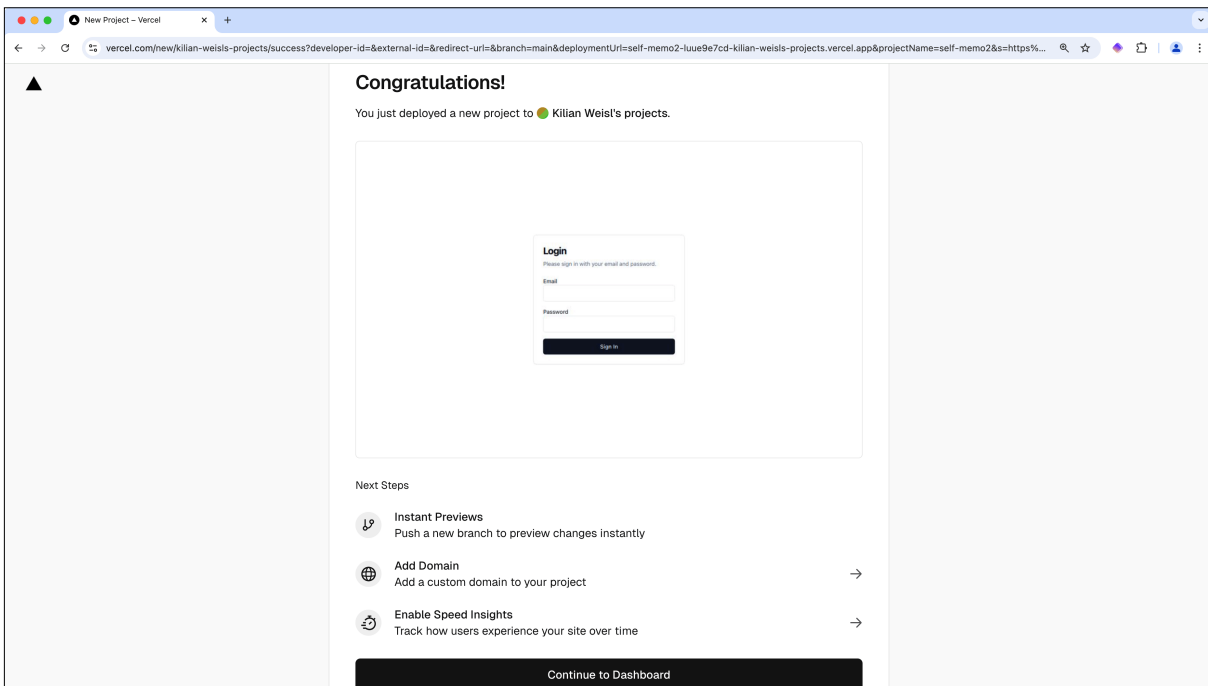 New Project – Vercel
vercel.com/new/kilian-weisls-projects/success?developer-id=&external-id=&redirect-url=&branch=main&deploymentUrl=self-memo2-luue9e7cd-kilian-weisls-projects.vercel.app&projectName=self-memo2&s=https%...
Congratulations!
You just deployed a new project to Kilian Weisl's projects.
Login
Please sign in with your email and password.
Email
Password
Sign In
Next Steps
Instant Previews
Push a new branch to preview changes instantly
Add Domain
Add a custom domain to your project
Enable Speed Insights
Track how users experience your site over time
Continue to Dashboard